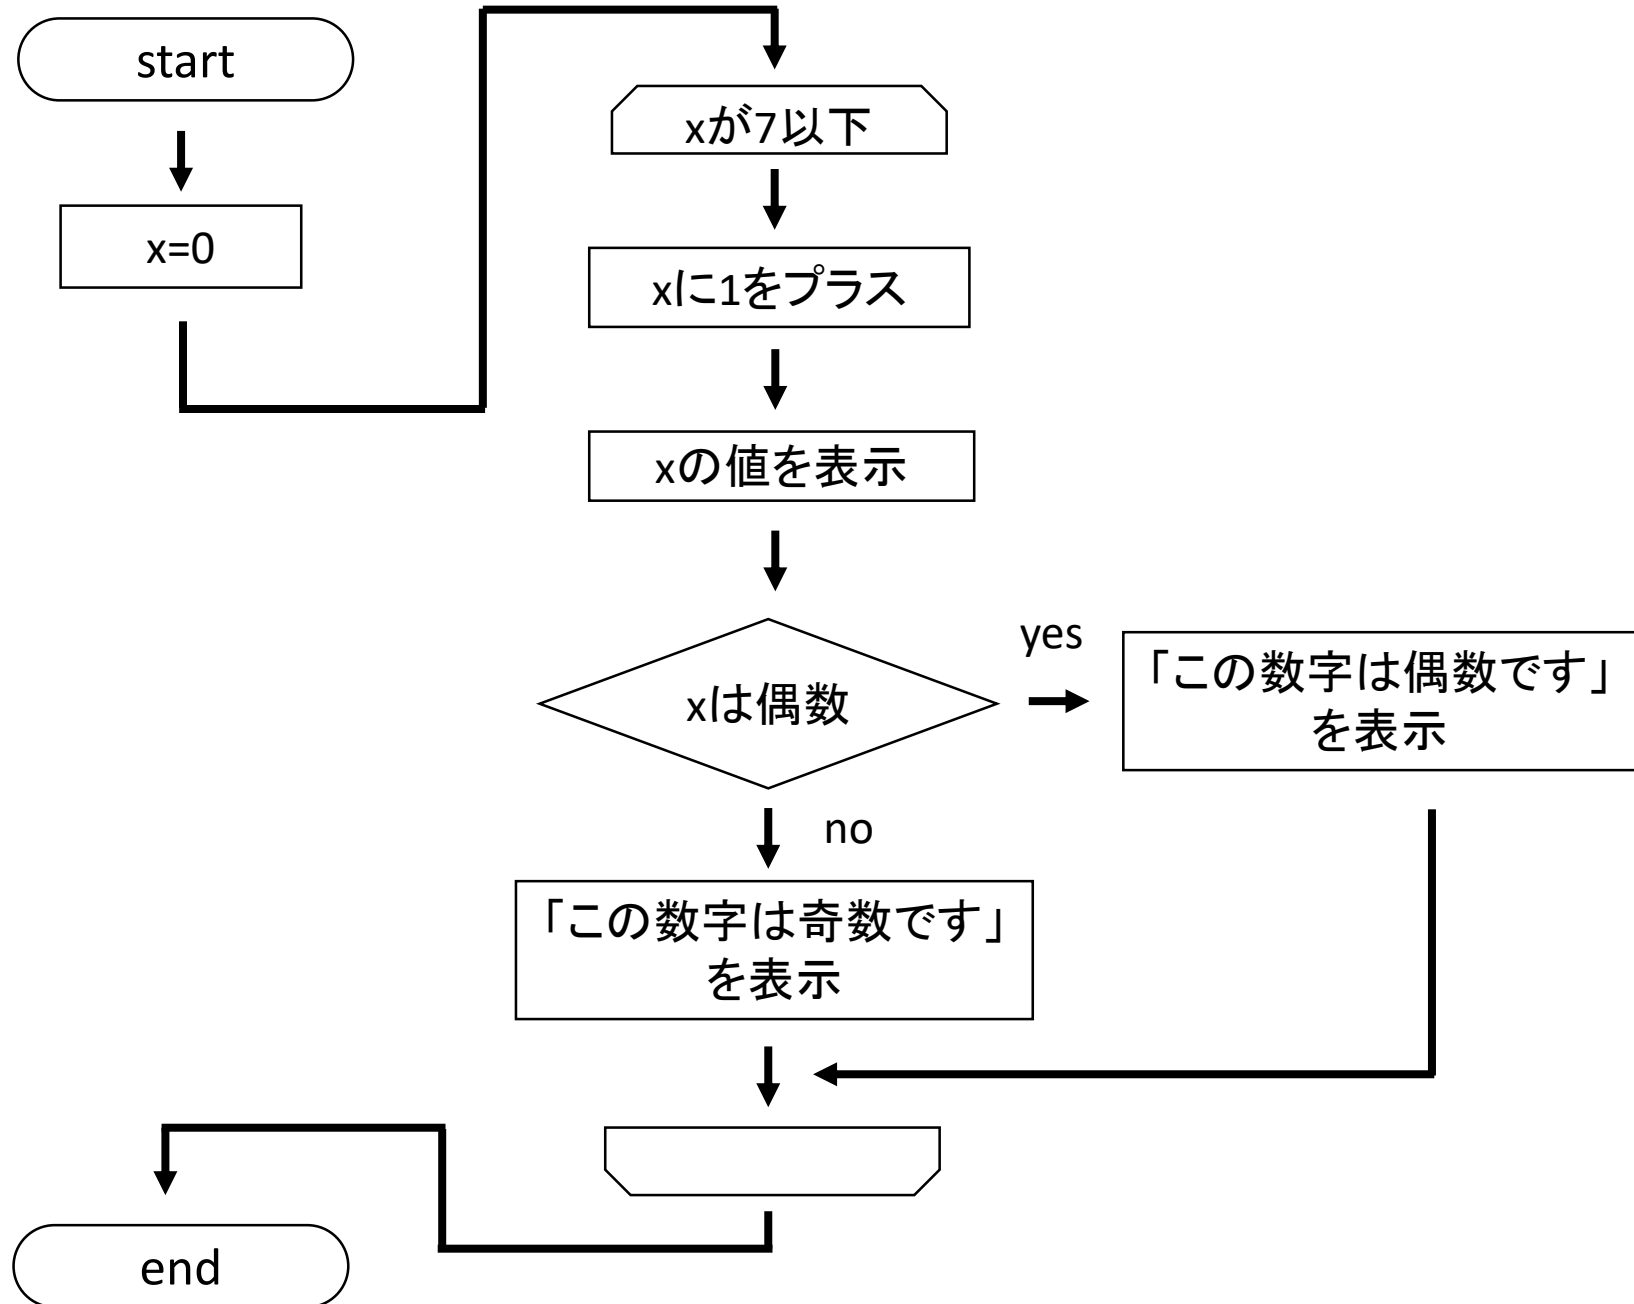 start
x=0
xが7以下
xに1をプラス
xの値を表示
xは偶数
yes
「この数字は偶数です」
を表示
no
「この数字は奇数です」
を表示
end